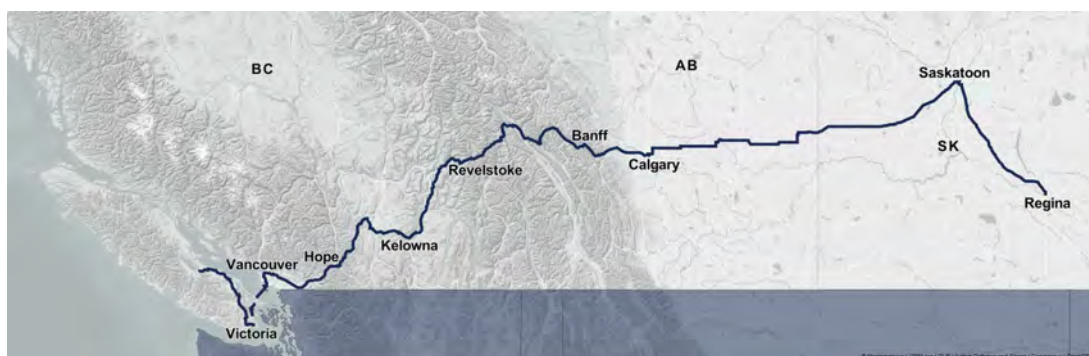 BC
AB
Saskatoon
Banff
SK
Calgary
Revelstoke
Regina
Kelowna
Hope
Vancouver
Victoria